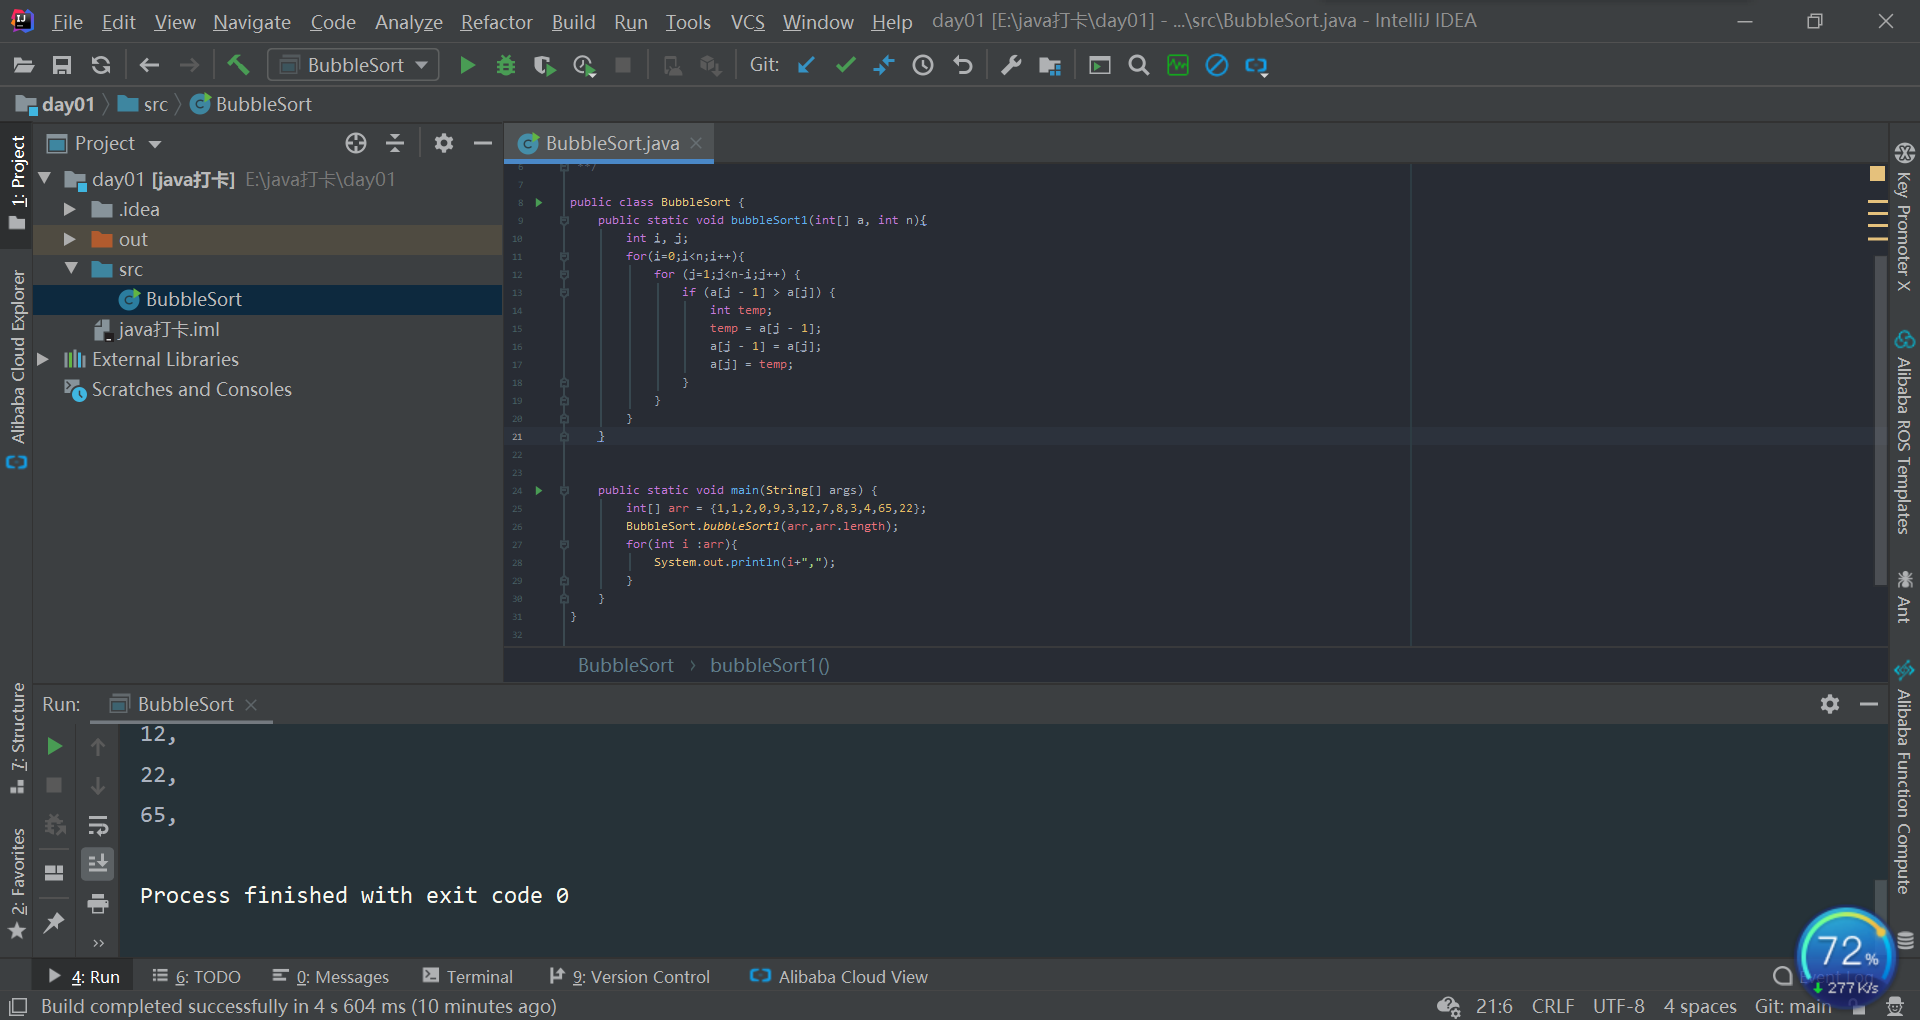 File Edit View Navigate Code Analyze Refactor Build Run Tools VCS Window Help day01 [E:\java打卡\day01] - ...\src\BubbleSort.java - IntelliJ IDEA
BubbleSort Git:
day01 src BubbleSort
1: Project
Alibaba Cloud Explorer
7: Structure
2: Favorites
Project
day01 [java打卡] E:\java打卡\day01
.idea
out
src
BubbleSort
java打卡.iml
External Libraries
Scratches and Consoles
BubbleSort.java
6
7
8 public class BubbleSort {
9 public static void bubbleSort1(int[] a, int n){
10 int i, j;
11 for(i=0;i<n;i++){
12 for (j=1;j<n-i;j++) {
13 if (a[j - 1] > a[j]) {
14 int temp;
15 temp = a[j - 1];
16 a[j - 1] = a[j];
17 a[j] = temp;
18 }
19 }
20 }
21 }
22
23
24 public static void main(String[] args) {
25 int[] arr = {1,1,2,0,9,3,12,7,8,3,4,65,22};
26 BubbleSort.bubbleSort1(arr,arr.length);
27 for(int i :arr){
28 System.out.println(i+",");
29 }
30 }
31 }
32
BubbleSort › bubbleSort1()
Key Promoter X
Alibaba ROS Templates
Ant
Alibaba Function Compute
Run: BubbleSort
12,
22,
65,
Process finished with exit code 0
4: Run 6: TODO 0: Messages Terminal 9: Version Control Alibaba Cloud View
72%
277K/s
Build completed successfully in 4 s 604 ms (10 minutes ago) 21:6 CRLF UTF-8 4 spaces Git: main